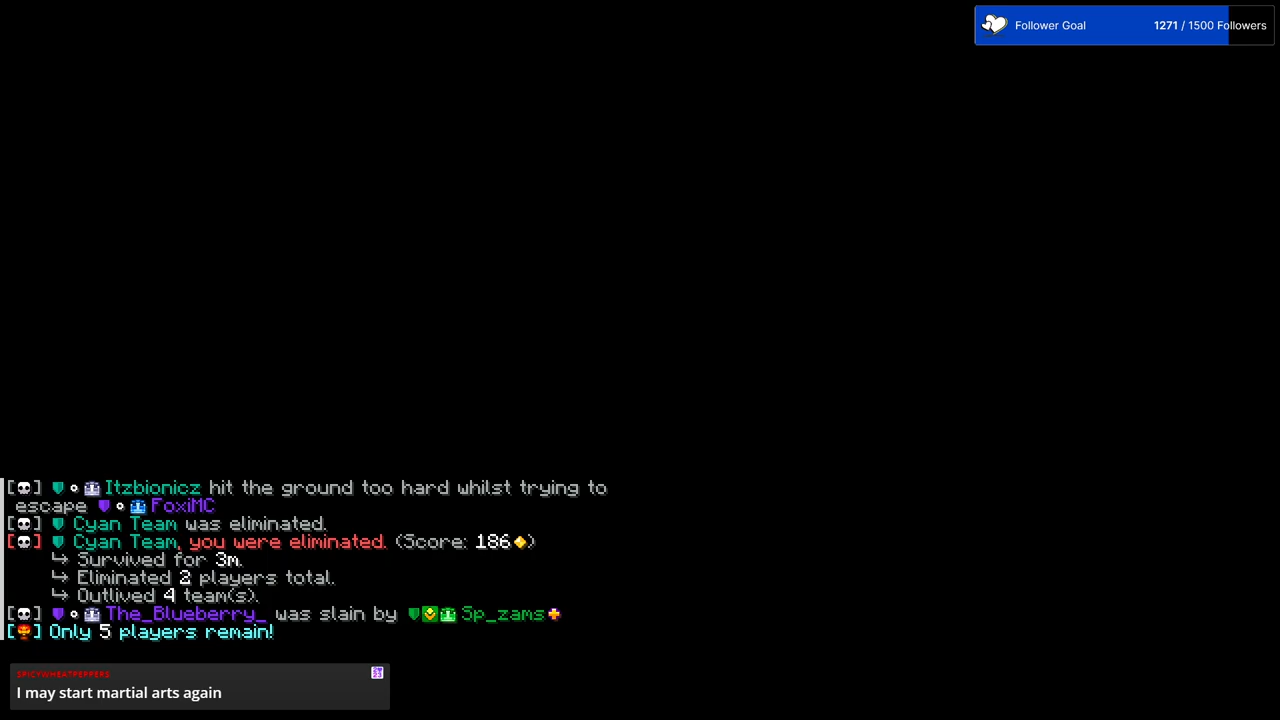 Follower Goal 1271 / 1500 Followers
[] Itzbionicz hit the ground too hard whilst trying to
escape FoxiMC
[] Cyan Team was eliminated.
[] Cyan Team, you were eliminated. (Score: 186)
↳ Survived for 3m.
↳ Eliminated 2 players total.
↳ Outlived 4 team(s).
[] The_Blueberry_ was slain by Sp_zams
[] Only 5 players remain!
SPICYWHEATPEPPERS
I may start martial arts again